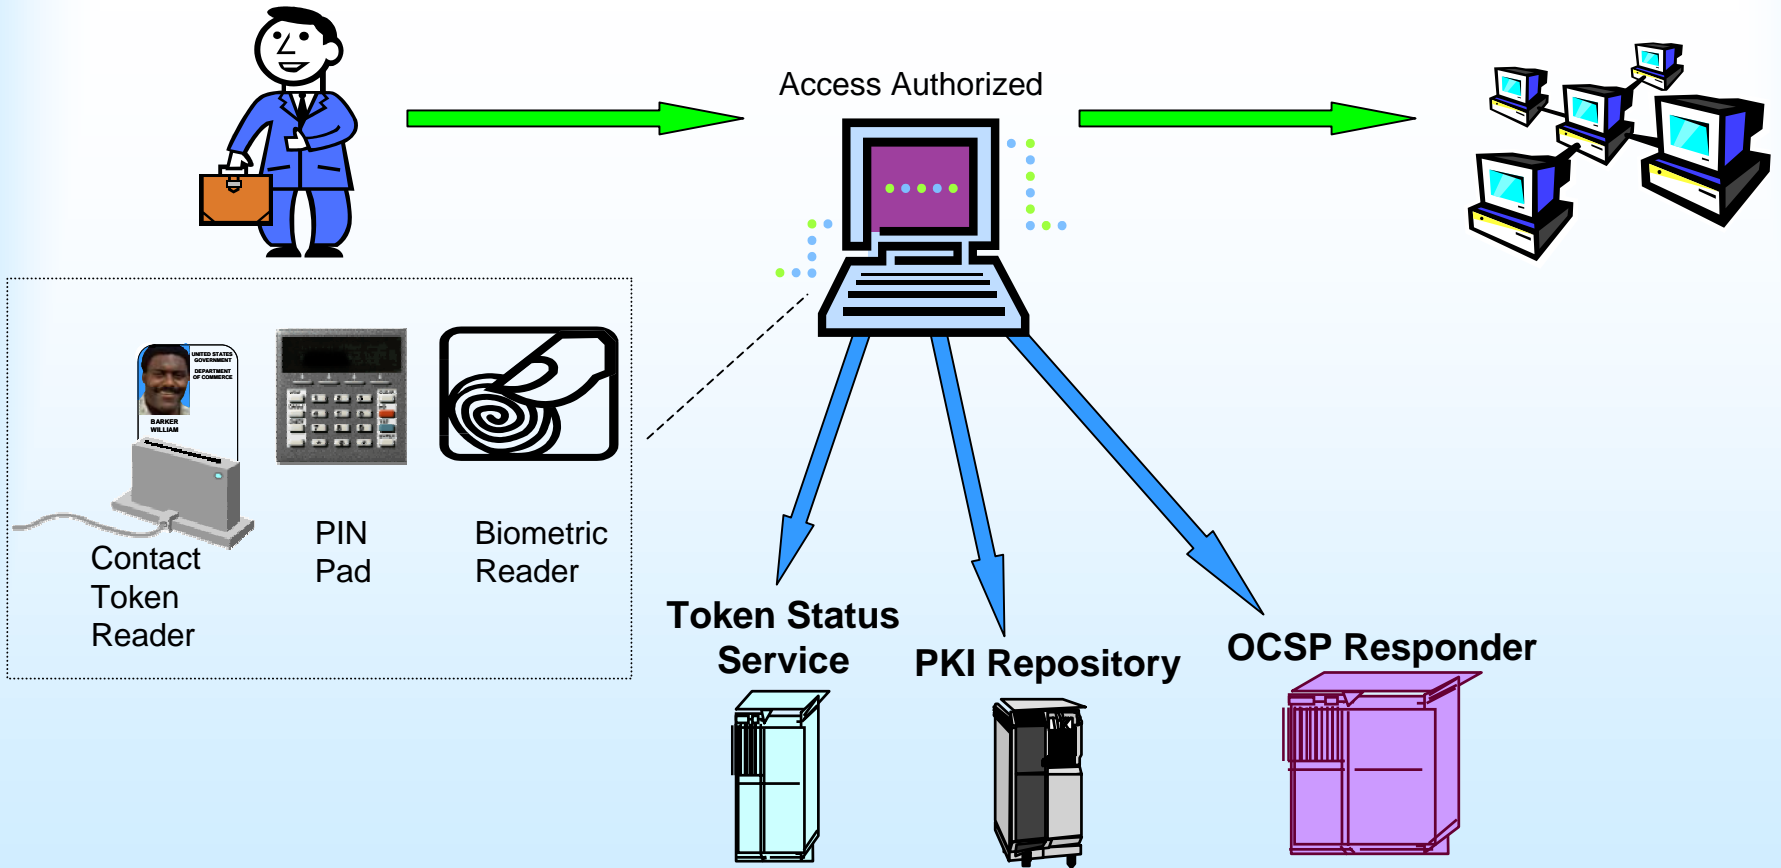 Access Authorized
UNITED STATES
GOVERNMENT
DEPARTMENT
OF COMMERCE
BARKER
WILLIAM
Contact
Token
Reader
PIN
Pad
Biometric
Reader
Token Status
Service
PKI Repository
OCSP Responder